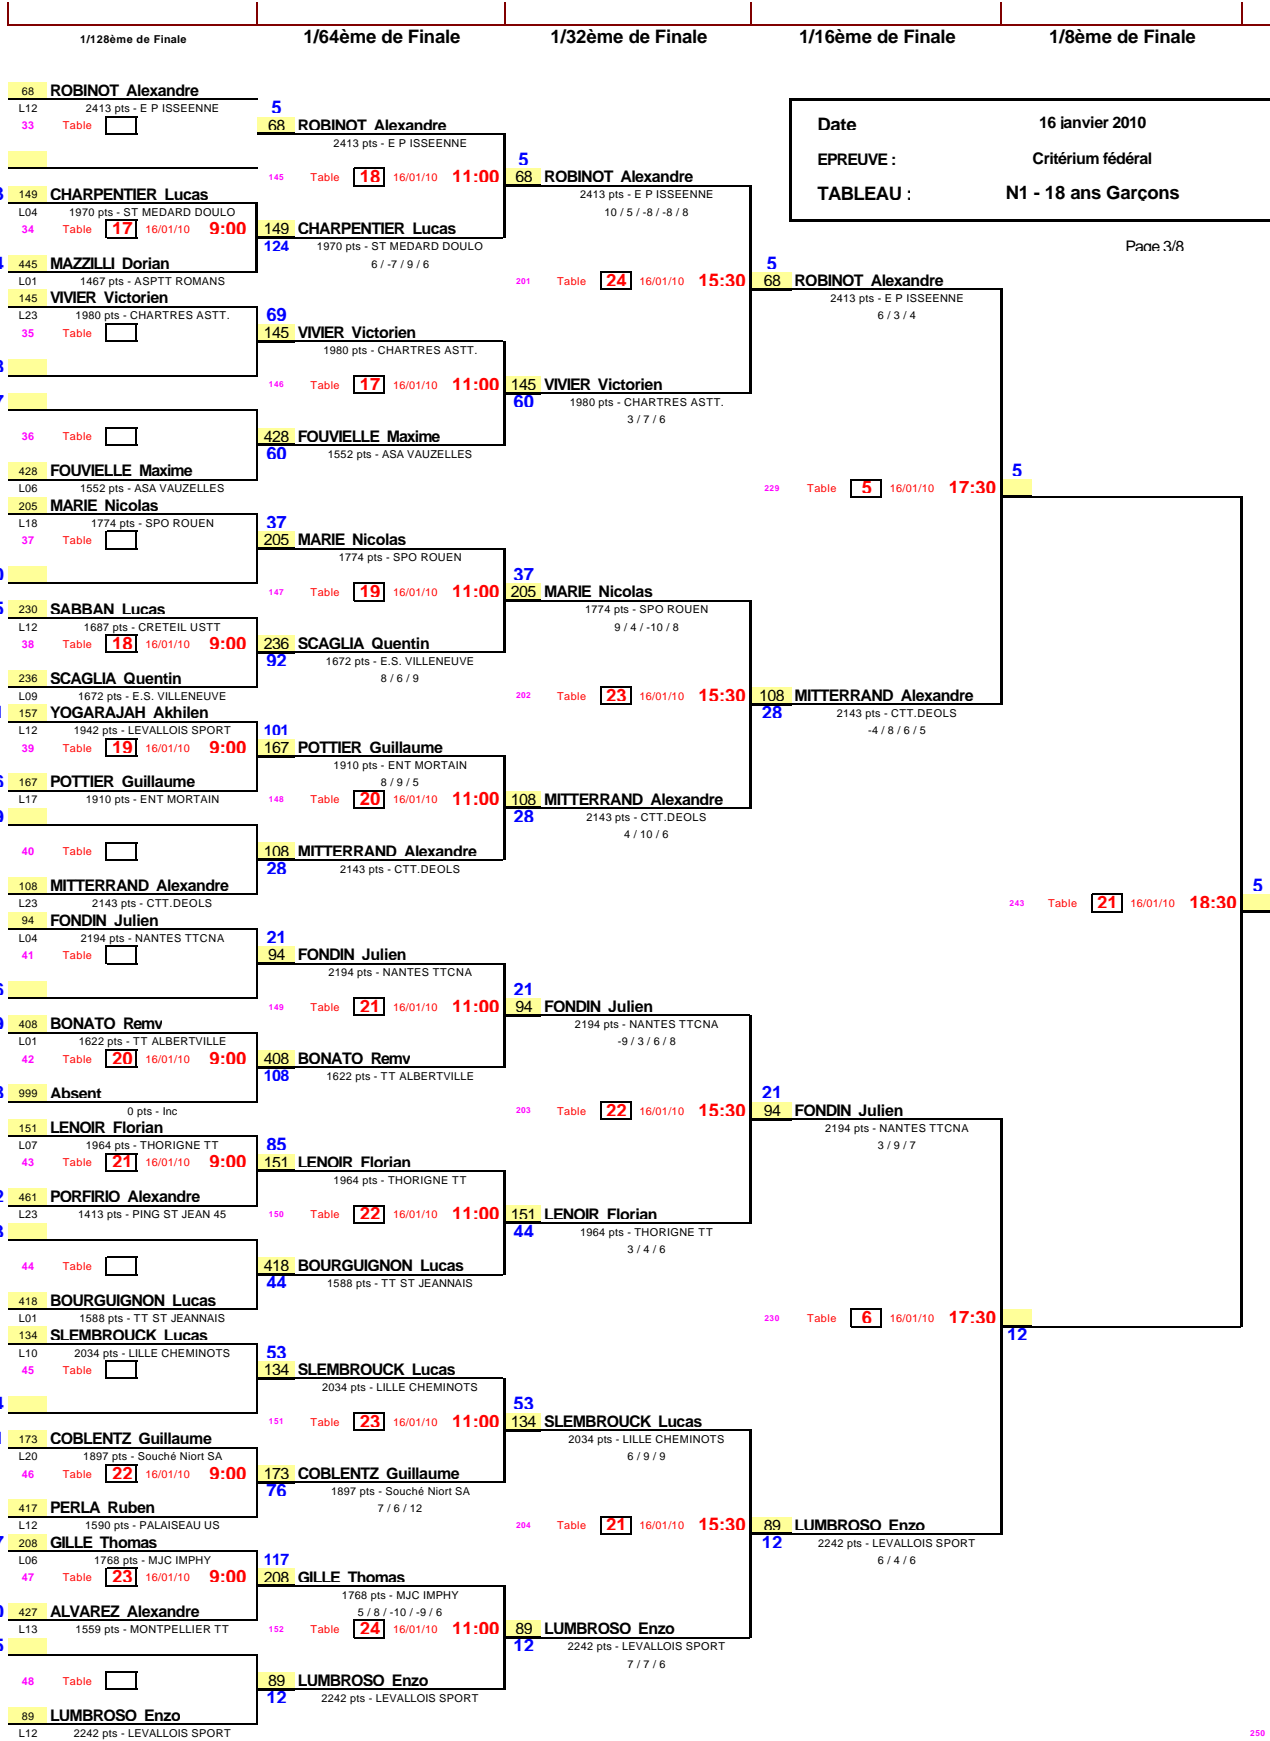 1/128ème de Finale 1/64ème de Finale 1/32ème de Finale 1/16ème de Finale 1/8ème de Finale
Date 16 janvier 2010
EPREUVE : Critérium fédéral
TABLEAU : N1 - 18 ans Garçons
Page 3/8
68 ROBINOT Alexandre
L12 2413 pts - E P ISSEENNE
33 Table
149 CHARPENTIER Lucas
L04 1970 pts - ST MEDARD DOULO
34 Table 17 16/01/10 9:00
445 MAZZILLI Dorian
L01 1467 pts - ASPTT ROMANS
145 VIVIER Victorien
L23 1980 pts - CHARTRES ASTT.
35 Table
36 Table
428 FOUVIELLE Maxime
L06 1552 pts - ASA VAUZELLES
205 MARIE Nicolas
L18 1774 pts - SPO ROUEN
37 Table
230 SABBAN Lucas
L12 1687 pts - CRETEIL USTT
38 Table 18 16/01/10 9:00
236 SCAGLIA Quentin
L09 1672 pts - E.S. VILLENEUVE
157 YOGARAJAH Akhilen
L12 1942 pts - LEVALLOIS SPORT
39 Table 19 16/01/10 9:00
167 POTTIER Guillaume
L17 1910 pts - ENT MORTAIN
40 Table
108 MITTERRAND Alexandre
L23 2143 pts - CTT.DEOLS
94 FONDIN Julien
L04 2194 pts - NANTES TTCNA
41 Table
408 BONATO Remy
L01 1622 pts - TT ALBERTVILLE
42 Table 20 16/01/10 9:00
999 Absent
0 pts - Inc
151 LENOIR Florian
L07 1964 pts - THORIGNE TT
43 Table 21 16/01/10 9:00
461 PORFIRIO Alexandre
L23 1413 pts - PING ST JEAN 45
44 Table
418 BOURGUIGNON Lucas
L01 1588 pts - TT ST JEANNAIS
134 SLEMBROUCK Lucas
L10 2034 pts - LILLE CHEMINOTS
45 Table
173 COBLENTZ Guillaume
L20 1897 pts - Souché Niort SA
46 Table 22 16/01/10 9:00
417 PERLA Ruben
L12 1590 pts - PALAISEAU US
208 GILLE Thomas
L06 1768 pts - MJC IMPHY
47 Table 23 16/01/10 9:00
427 ALVAREZ Alexandre
L13 1559 pts - MONTPELLIER TT
48 Table
89 LUMBROSO Enzo
L12 2242 pts - LEVALLOIS SPORT
5
68 ROBINOT Alexandre
2413 pts - E P ISSEENNE
145 Table 18 16/01/10 11:00
149 CHARPENTIER Lucas
124 1970 pts - ST MEDARD DOULO
6 / -7 / 9 / 6
69
145 VIVIER Victorien
1980 pts - CHARTRES ASTT.
146 Table 17 16/01/10 11:00
428 FOUVIELLE Maxime
60 1552 pts - ASA VAUZELLES
37
205 MARIE Nicolas
1774 pts - SPO ROUEN
147 Table 19 16/01/10 11:00
236 SCAGLIA Quentin
92 1672 pts - E.S. VILLENEUVE
8 / 6 / 9
101
167 POTTIER Guillaume
1910 pts - ENT MORTAIN
8 / 9 / 5
148 Table 20 16/01/10 11:00
108 MITTERRAND Alexandre
28 2143 pts - CTT.DEOLS
21
94 FONDIN Julien
2194 pts - NANTES TTCNA
149 Table 21 16/01/10 11:00
408 BONATO Remy
108 1622 pts - TT ALBERTVILLE
85
151 LENOIR Florian
1964 pts - THORIGNE TT
150 Table 22 16/01/10 11:00
418 BOURGUIGNON Lucas
44 1588 pts - TT ST JEANNAIS
53
134 SLEMBROUCK Lucas
2034 pts - LILLE CHEMINOTS
151 Table 23 16/01/10 11:00
173 COBLENTZ Guillaume
76 1897 pts - Souché Niort SA
7 / 6 / 12
117
208 GILLE Thomas
1768 pts - MJC IMPHY
5 / 8 / -10 / -9 / 6
152 Table 24 16/01/10 11:00
89 LUMBROSO Enzo
12 2242 pts - LEVALLOIS SPORT
5
68 ROBINOT Alexandre
2413 pts - E P ISSEENNE
10 / 5 / -8 / -8 / 8
201 Table 24 16/01/10 15:30
145 VIVIER Victorien
60 1980 pts - CHARTRES ASTT.
3 / 7 / 6
37
205 MARIE Nicolas
1774 pts - SPO ROUEN
9 / 4 / -10 / 8
202 Table 23 16/01/10 15:30
108 MITTERRAND Alexandre
28 2143 pts - CTT.DEOLS
4 / 10 / 6
21
94 FONDIN Julien
2194 pts - NANTES TTCNA
-9 / 3 / 6 / 8
203 Table 22 16/01/10 15:30
151 LENOIR Florian
44 1964 pts - THORIGNE TT
3 / 4 / 6
53
134 SLEMBROUCK Lucas
2034 pts - LILLE CHEMINOTS
6 / 9 / 9
204 Table 21 16/01/10 15:30
89 LUMBROSO Enzo
12 2242 pts - LEVALLOIS SPORT
7 / 7 / 6
5
68 ROBINOT Alexandre
2413 pts - E P ISSEENNE
6 / 3 / 4
229 Table 5 16/01/10 17:30
108 MITTERRAND Alexandre
28 2143 pts - CTT.DEOLS
-4 / 8 / 6 / 5
21
94 FONDIN Julien
2194 pts - NANTES TTCNA
3 / 9 / 7
230 Table 6 16/01/10 17:30
89 LUMBROSO Enzo
12 2242 pts - LEVALLOIS SPORT
6 / 4 / 6
5
243 Table 21 16/01/10 18:30
12
5
250